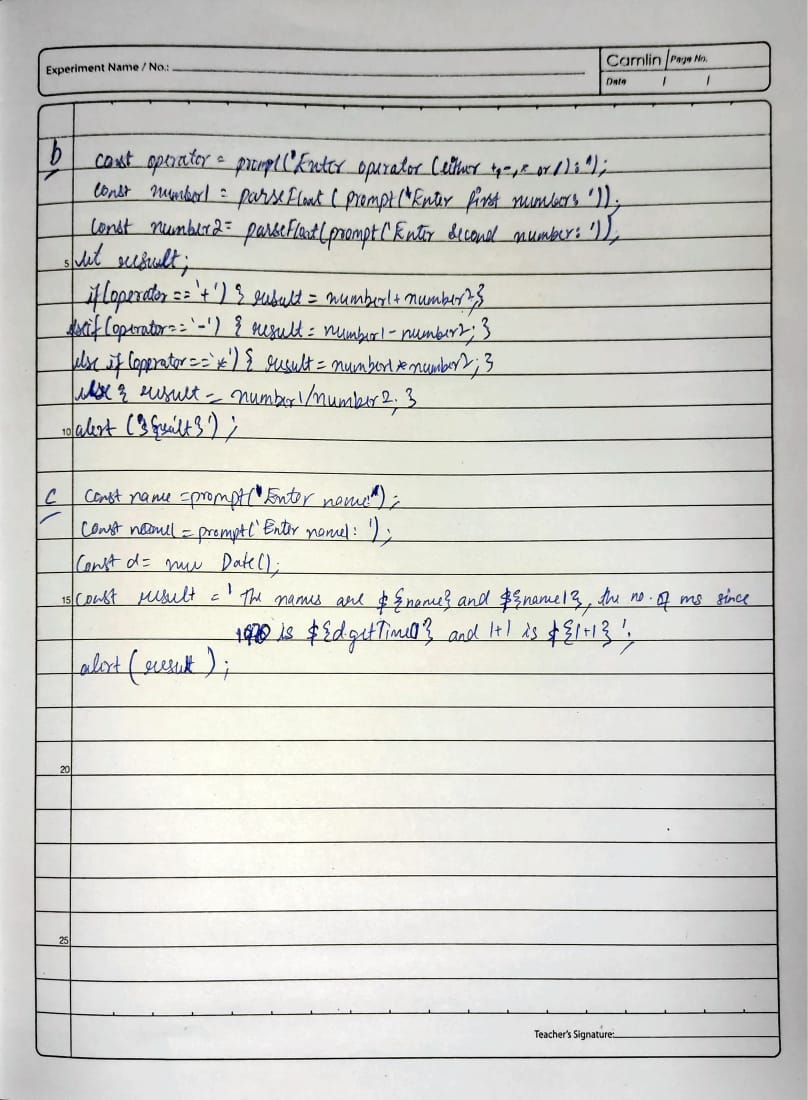 Experiment Name / No.:
Camlin Page No.
Date / /
b
const operator = prompt('Enter operator (either +,-,* or /): ');
const number1 = parseFloat ( prompt ('Enter first number: '));
const number2 = parseFloat(prompt('Enter second number: '));
5 let result;
if(operator == '+') { result = number1 + number2;}
else if (operator == '-') { result = number1 - number2; }
else if (operator == '*') { result = number1 * number2; }
else { result = number1/number2; }
10 alert ( );
c const name = prompt('Enter name:');
const name1 = prompt('Enter name1: ');
const d = new Date();
15 const result = ' The names are ${name} and ${name1}, the no. of ms since
1970 is ${d.getTime()} and 1+1 is ${1+1} ';
alert ( result );
20
25
Teacher's Signature: